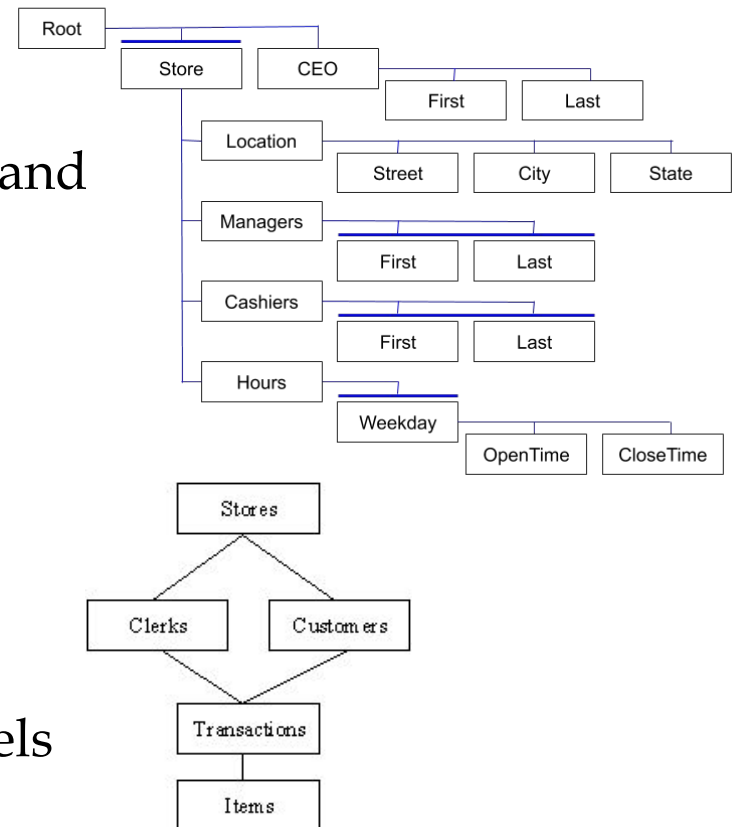 Root
Store CEO
First Last
Location
and
Street City State
Managers
First Last
Cashiers
First Last
Hours
Weekday
OpenTime CloseTime
Stores
Clerks Customers
Transactions
els
Items